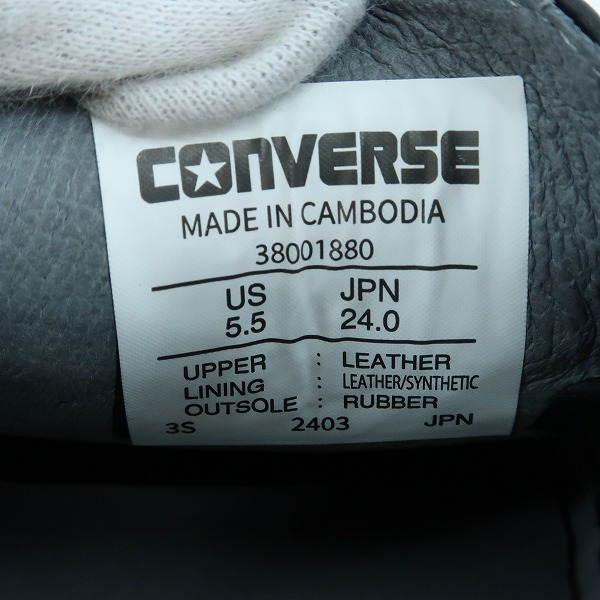 CONVERSE
MADE IN CAMBODIA
38001880
US JPN
5.5 24.0
UPPER : LEATHER
LINING : LEATHER/SYNTHETIC
OUTSOLE : RUBBER
3S 2403 JPN